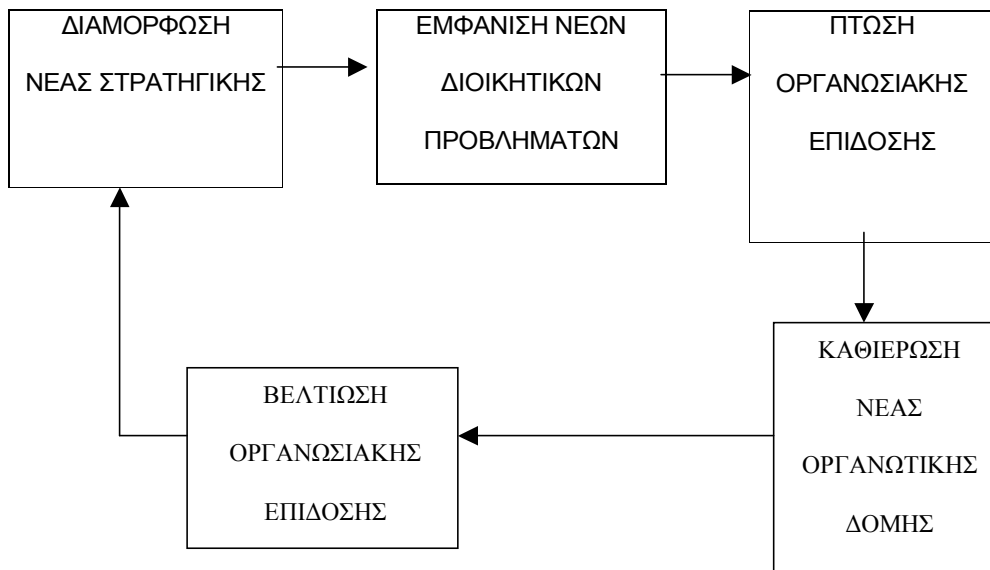 ΔΙΑΜΟΡΦΩΣΗ
ΝΕΑΣ ΣΤΡΑΤΗΓΙΚΗΣ
ΕΜΦΑΝΙΣΗ ΝΕΩΝ
ΔΙΟΙΚΗΤΙΚΩΝ
ΠΡΟΒΛΗΜΑΤΩΝ
ΠΤΩΣΗ
ΟΡΓΑΝΩΣΙΑΚΗΣ
ΕΠΙΔΟΣΗΣ
ΚΑΘΙΕΡΩΣΗ
ΝΕΑΣ
ΟΡΓΑΝΩΤΙΚΗΣ
ΔΟΜΗΣ
ΒΕΛΤΙΩΣΗ
ΟΡΓΑΝΩΣΙΑΚΗΣ
ΕΠΙΔΟΣΗΣ